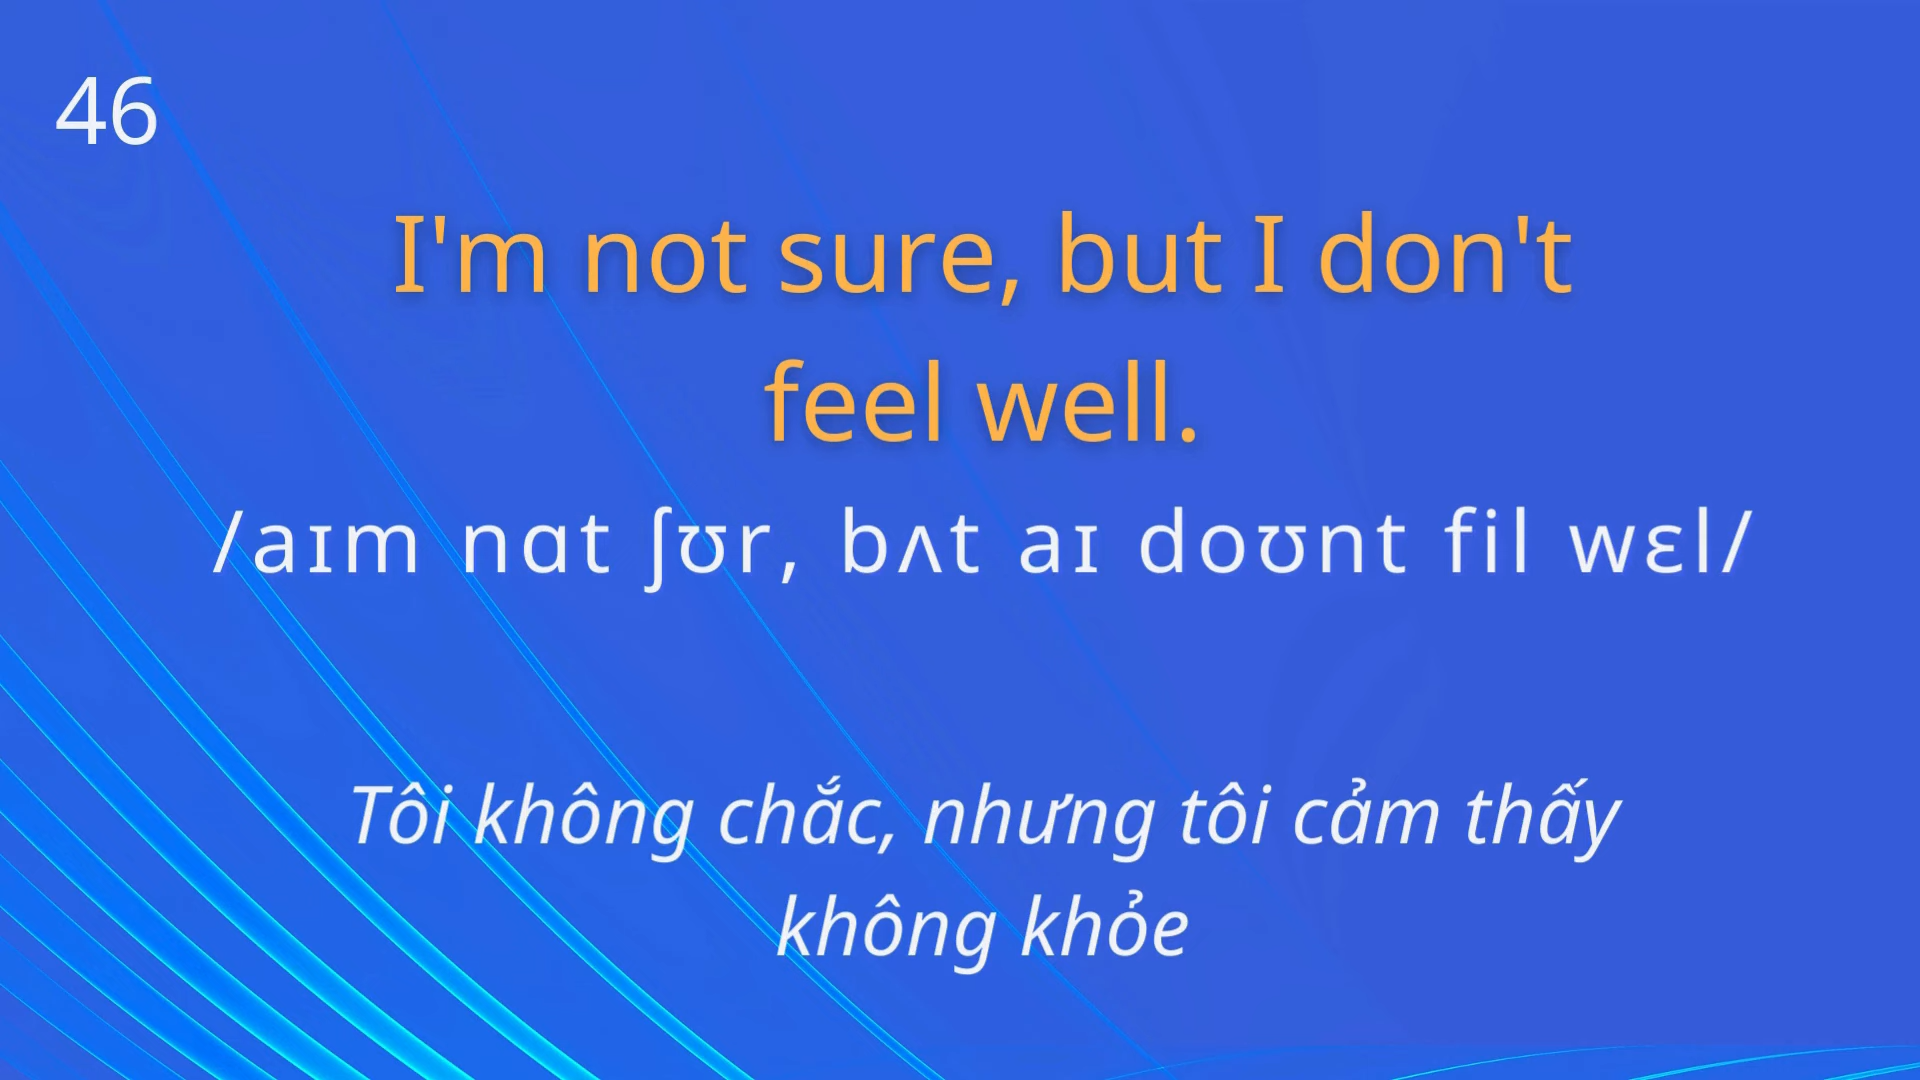 46
I'm not sure, but I don't
feel well.
/aɪm nɑt ʃʊr, bʌt aɪ doʊnt fil wɛl/
Tôi không chắc, nhưng tôi cảm thấy
không khỏe